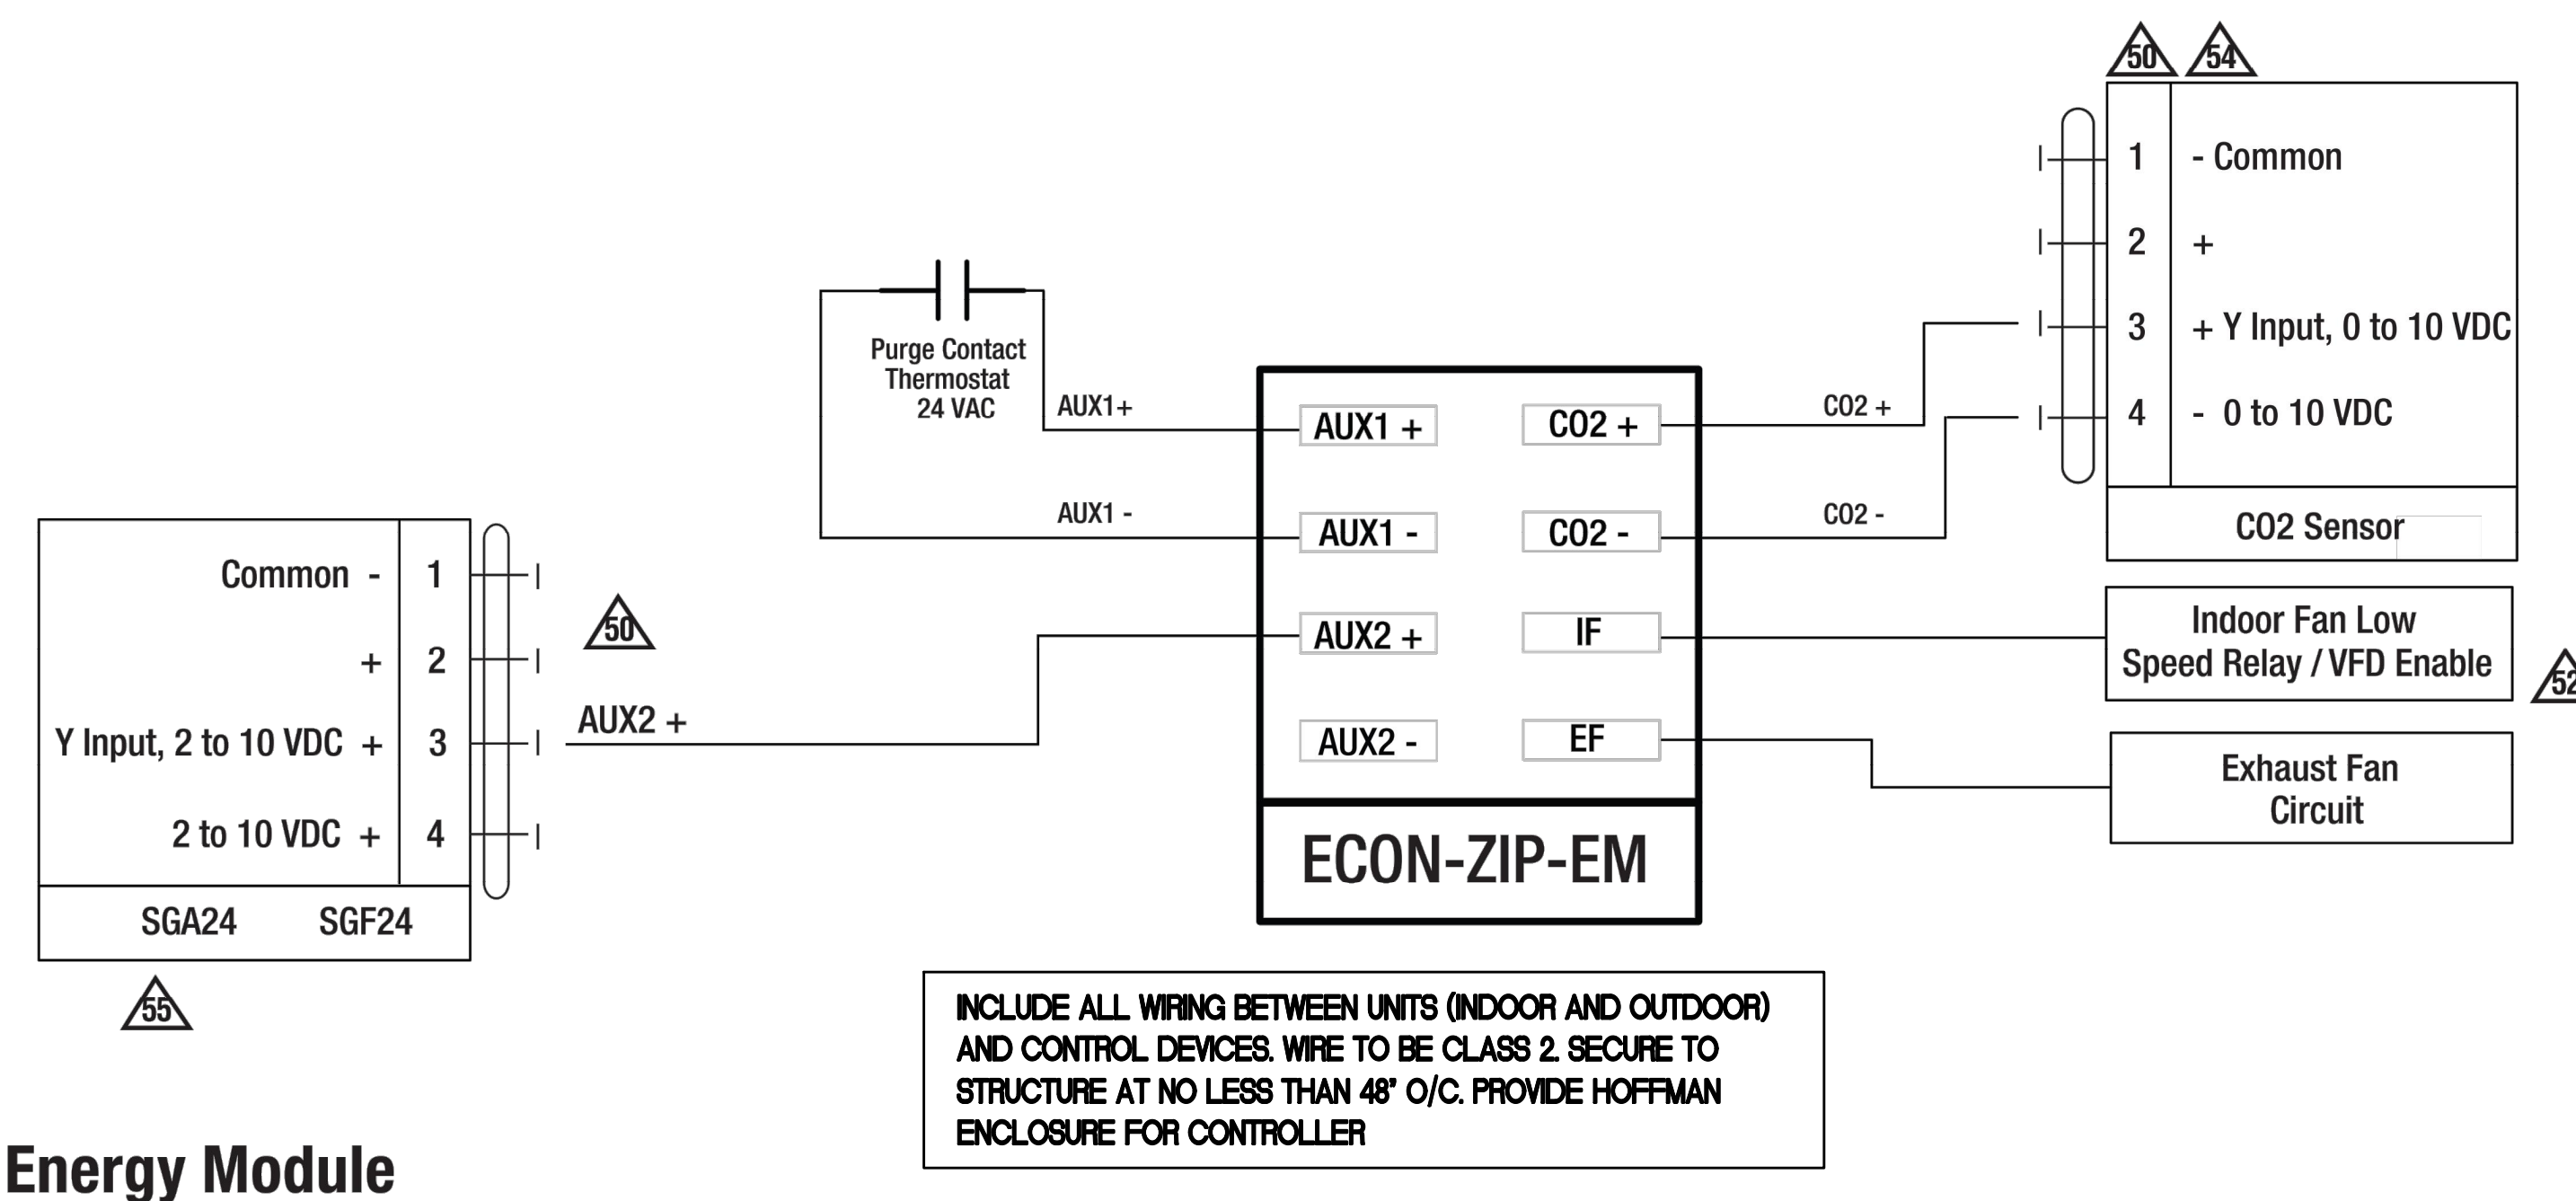 50 54
1 - Common
2 +
3 + Y Input, 0 to 10 VDC
4 - 0 to 10 VDC
CO2 Sensor
Purge Contact
Thermostat
24 VAC
AUX1+
AUX1 -
AUX1 + CO2 +
AUX1 - CO2 -
AUX2 + IF
AUX2 - EF
ECON-ZIP-EM
CO2 +
CO2 -
Indoor Fan Low
Speed Relay / VFD Enable
52
Exhaust Fan
Circuit
Common - 1
+ 2
Y Input, 2 to 10 VDC + 3
2 to 10 VDC + 4
SGA24 SGF24
50
AUX2 +
55
INCLUDE ALL WIRING BETWEEN UNITS (INDOOR AND OUTDOOR)
AND CONTROL DEVICES. WIRE TO BE CLASS 2. SECURE TO
STRUCTURE AT NO LESS THAN 48" O/C. PROVIDE HOFFMAN
ENCLOSURE FOR CONTROLLER
Energy Module